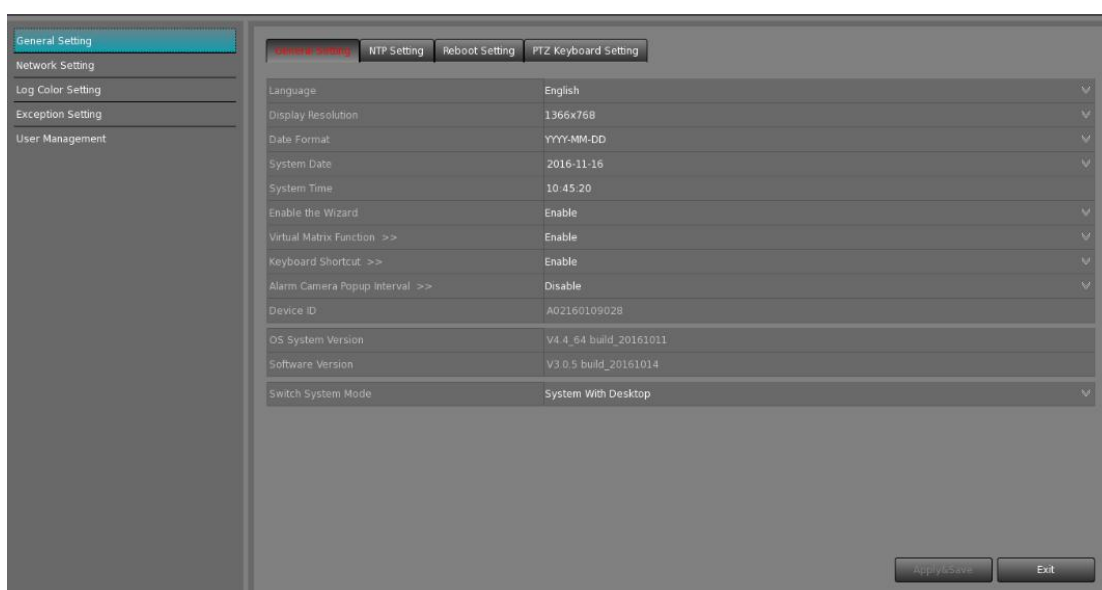 General Setting
Network Setting
Log Color Setting
Exception Setting
User Management
General Setting NTP Setting Reboot Setting PTZ Keyboard Setting
Language English
Display Resolution 1366x768
Date Format YYYY-MM-DD
System Date 2016-11-16
System Time 10:45:20
Enable the Wizard Enable
Virtual Matrix Function >> Enable
Keyboard Shortcut >> Enable
Alarm Camera Popup Interval >> Disable
Device ID A02160109028
OS System Version V4.4_64 build_20161011
Software Version V3.0.5 build_20161014
Switch System Mode System With Desktop
Apply&Save Exit